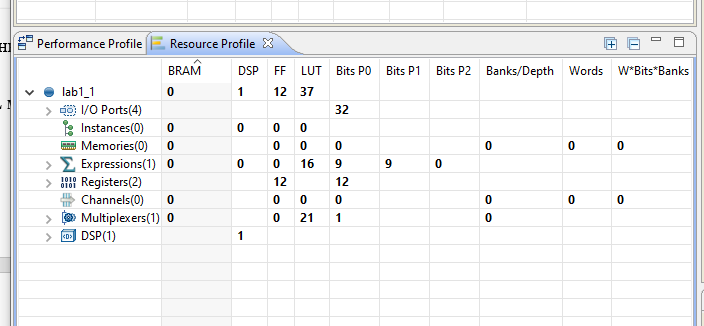 HI
Performance Profile Resource Profile
BRAM DSP FF LUT Bits P0 Bits P1 Bits P2 Banks/Depth Words W*Bits*Banks
lab1_1 0 1 12 37
I/O Ports(4) 32
Instances(0) 0 0 0 0
Memories(0) 0 0 0 0 0 0 0
Expressions(1) 0 0 0 16 9 9 0
Registers(2) 12 12
Channels(0) 0 0 0 0 0 0 0
Multiplexers(1) 0 0 21 1 0
DSP(1) 1